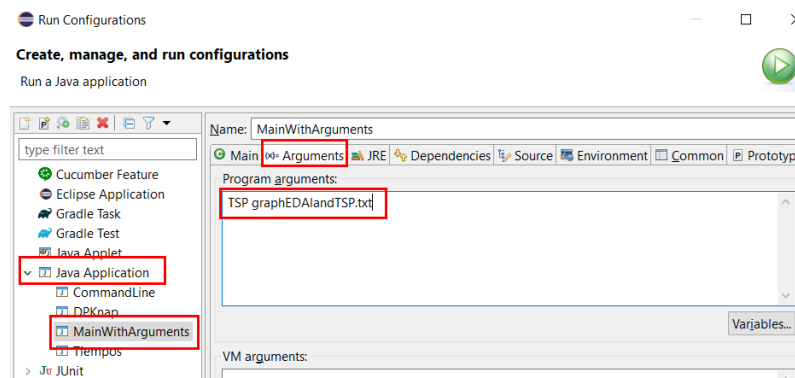 Run Configurations
Create, manage, and run configurations
Run a Java application
Name: MainWithArguments
type filter text
Main (x)= Arguments JRE Dependencies Source Environment Common Prototyp
Program arguments:
TSP graphEDAlandTSP.txt
Cucumber Feature
Eclipse Application
Gradle Task
Gradle Test
Java Applet
Java Application
CommandLine
DPKnap
MainWithArguments
Tiempos
Ju JUnit
Variables...
VM arguments: